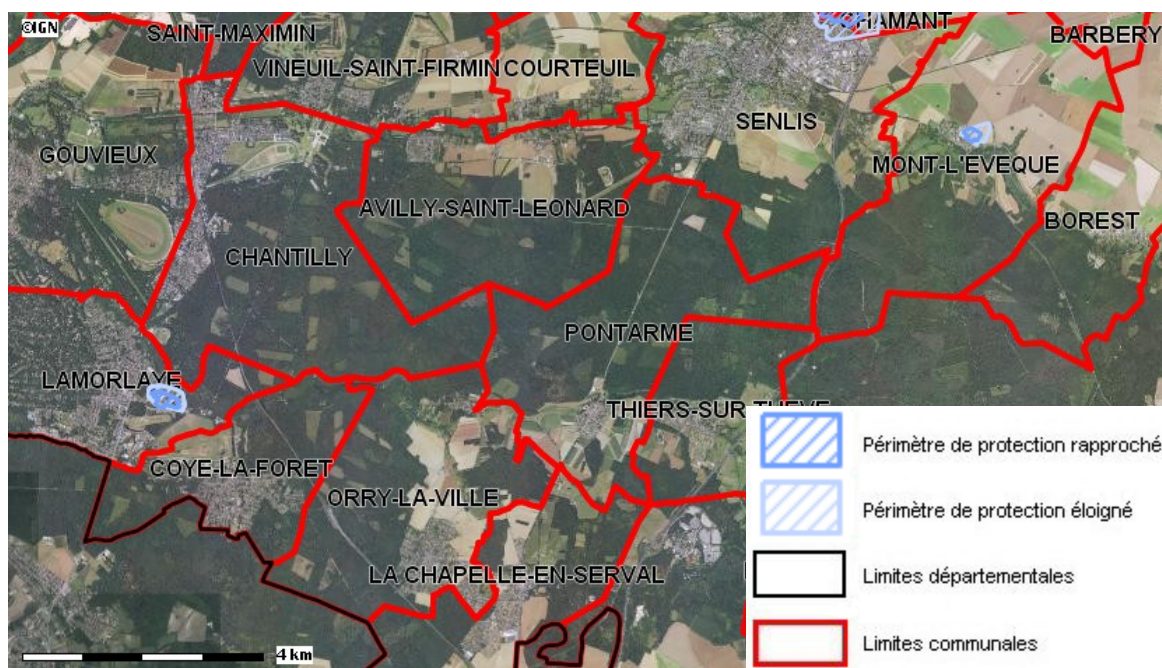 ©IGN
SAINT-MAXIMIN
HAMANT
BARBERY
VINEUIL-SAINT-FIRMIN
COURTEUIL
SENLIS
GOUVIEUX
MONT-L'EVEQUE
AVILLY-SAINT-LEONARD
BOREST
CHANTILLY
PONTARME
LAMORLAYE
THIERS-SUR-THEVE
COYE-LA-FORET
ORRY-LA-VILLE
LA CHAPELLE-EN-SERVAL
4 km
Périmètre de protection rapproché
Périmètre de protection éloigné
Limites départementales
Limites communales